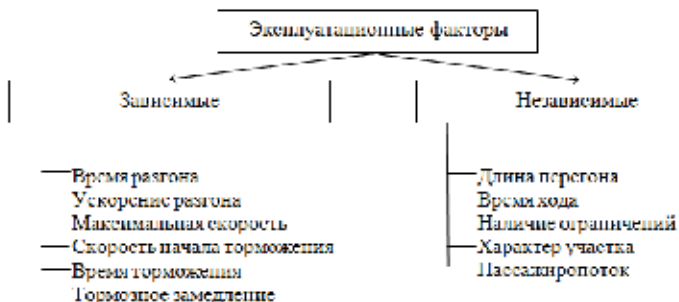 Эксплуатационные факторы
Зависимые
Независимые
Время разгона
Ускорение разгона
Максимальная скорость
Скорость начала торможения
Время торможения
Тормозное замедление
Длина перегона
Время хода
Наличие ограничений
Характер участка
Пассажиропоток